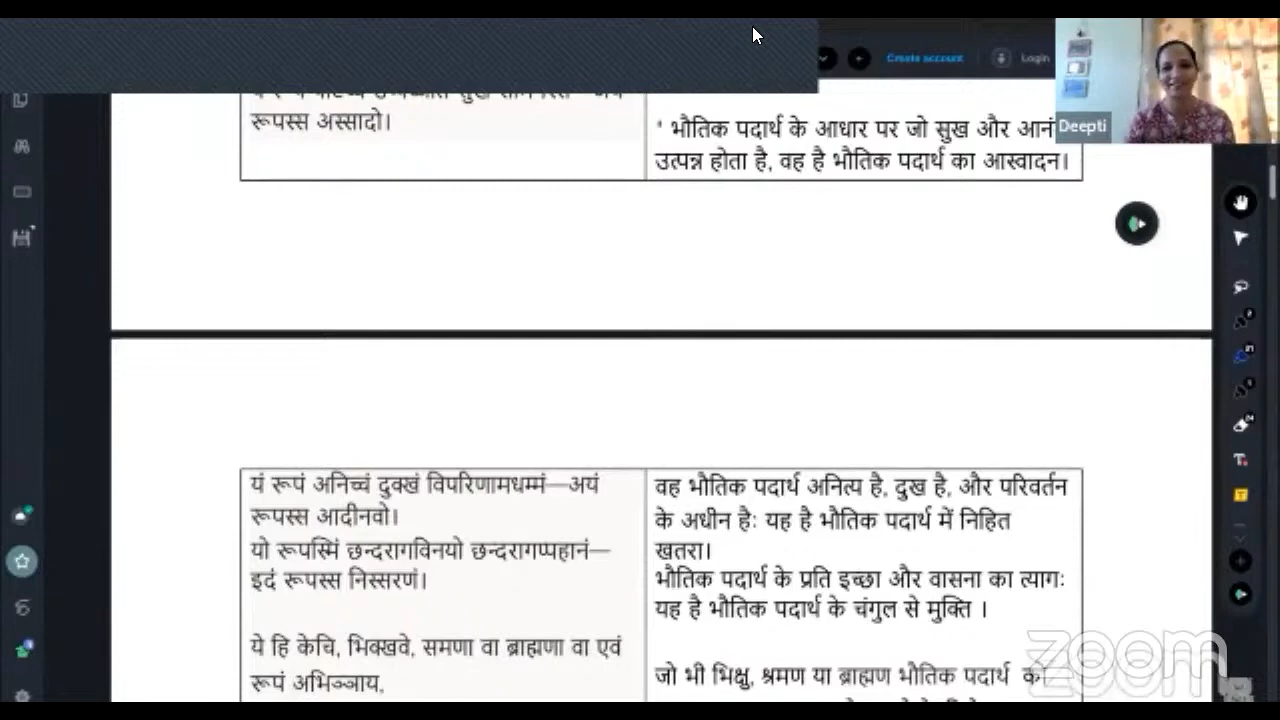 Create account
Login
Deepti
रूपस्स अस्सादो।
' भौतिक पदार्थ के आधार पर जो सुख और
उत्पन्न होता है, वह है भौतिक पदार्थ का आस्वादन।
यं रूपं अनिच्चं दुक्खं विपरिणामधम्मं—अयं
रूपस्स आदीनवो।
यो रूपस्मिं छन्दरागविनयो छन्दरागप्पहानं—
इदं रूपस्स निस्सरणं।
ये हि केचि, भिक्खवे, समणा वा ब्राह्मणा वा एवं
रूपं अभिञ्ञाय,
वह भौतिक पदार्थ अनित्य है, दुख है, और परिवर्तन
के अधीन है: यह है भौतिक पदार्थ में निहित
खतरा।
भौतिक पदार्थ के प्रति इच्छा और वासना का त्याग:
यह है भौतिक पदार्थ के चंगुल से मुक्ति ।
जो भी भिक्षु, श्रमण या ब्राह्मण भौतिक पदार्थ
zoom